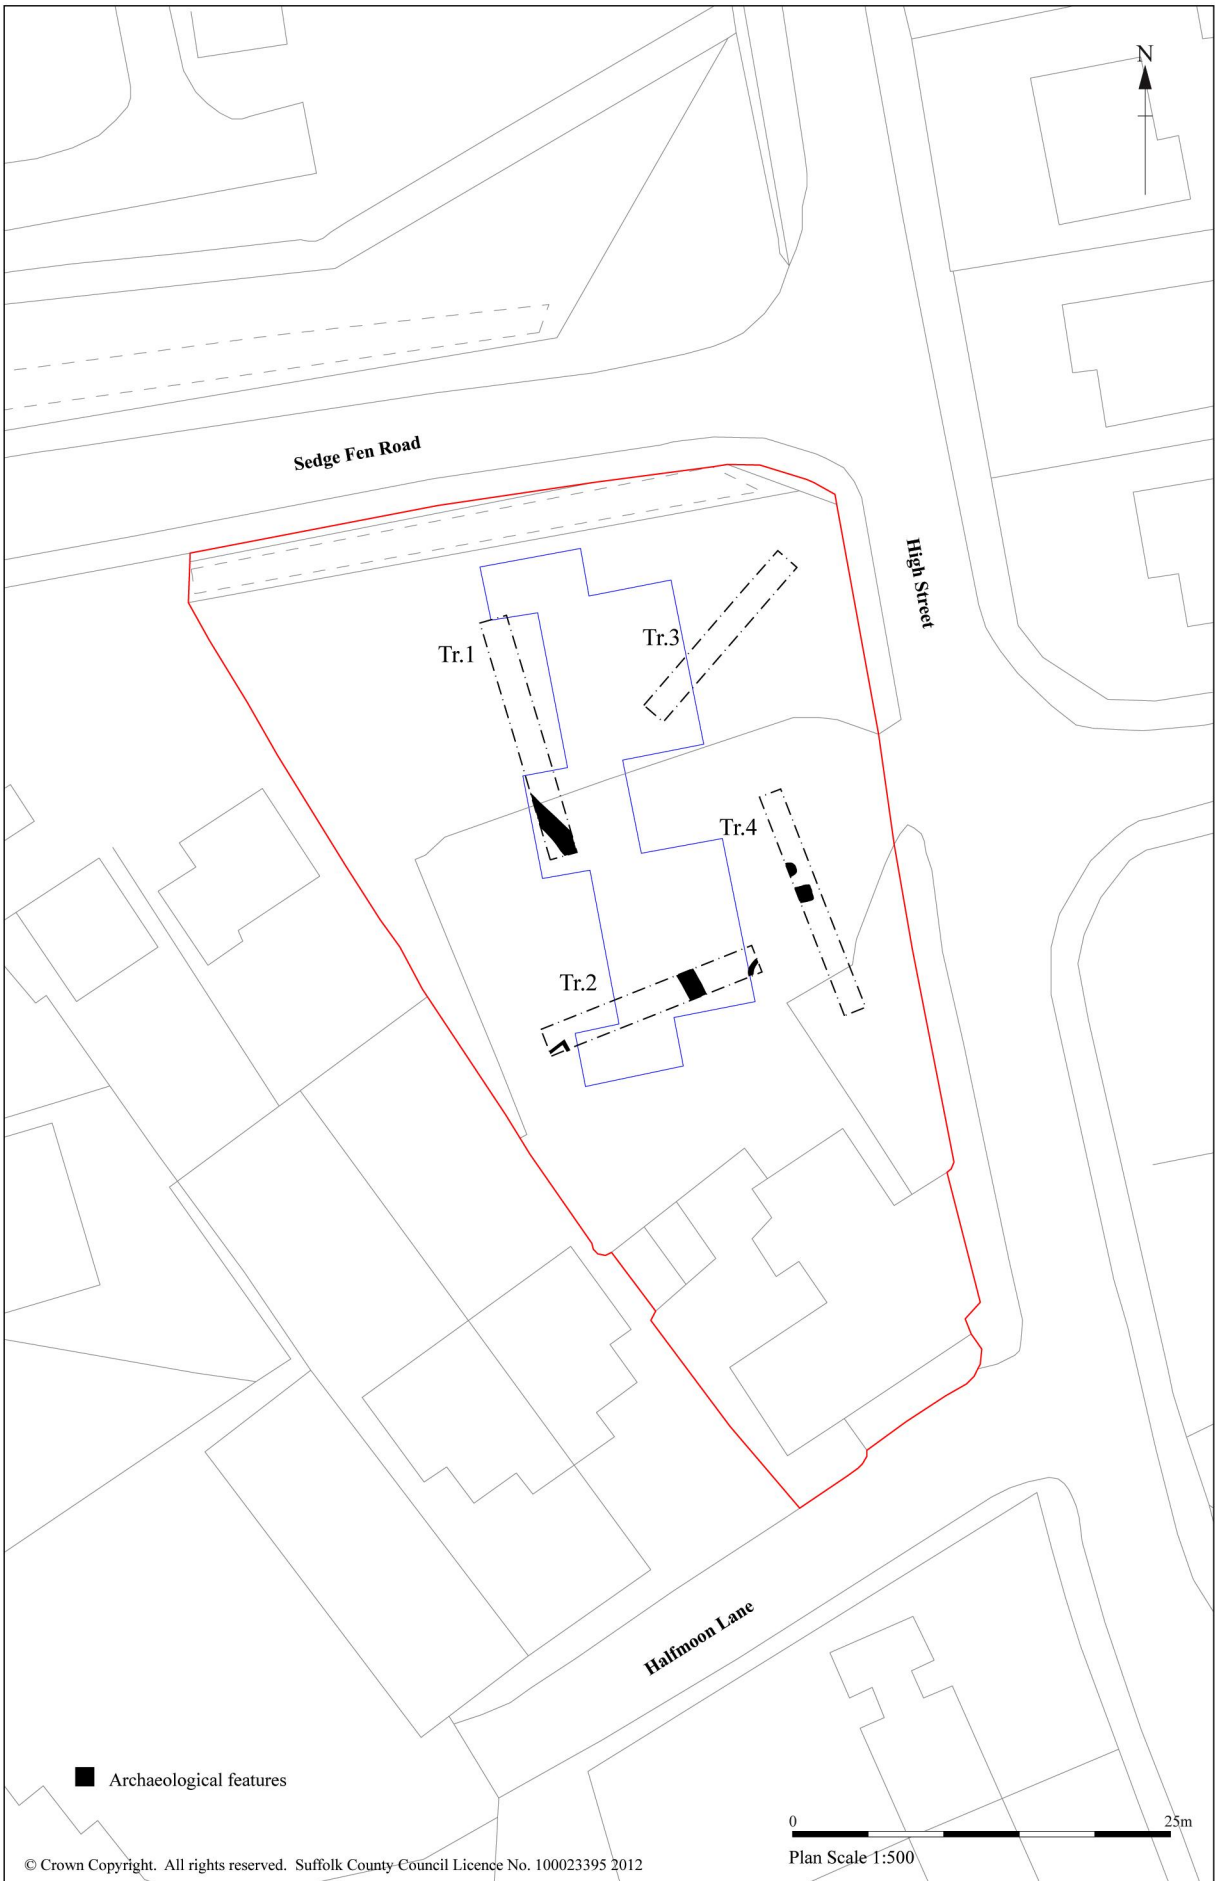 N
Sedge Fen Road
High Street
Tr.3
Tr.1
Tr.4
Tr.2
Halfmoon Lane
Archaeological features
0 25m
Plan Scale 1:500
© Crown Copyright. All rights reserved. Suffolk County Council Licence No. 100023395 2012